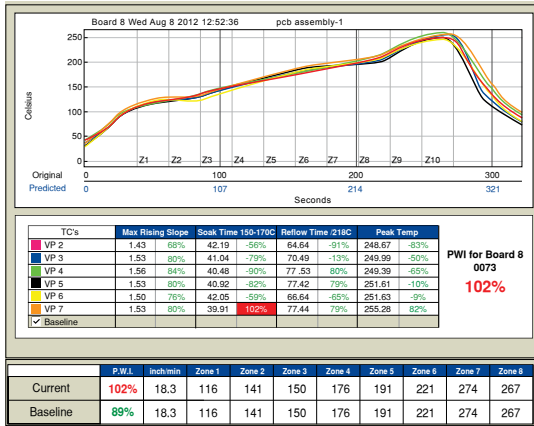 Board 8 Wed Aug 8 2012 12:52:36 pcb assembly-1
Celsius
250
200
150
100
50
0
Z1 Z2 Z3 Z4 Z5 Z6 Z7 Z8 Z9 Z10
Original 0 100 200 300
Predicted 0 107 214 321
Seconds
TC's Max Rising Slope Soak Time 150-170C Reflow Time /218C Peak Temp
VP 2 1.43 68% 42.19 -56% 64.64 -91% 248.67 -83%
VP 3 1.53 80% 41.04 -79% 70.49 -13% 249.99 -50%
VP 4 1.56 84% 40.48 -90% 77 .53 80% 249.39 -65%
VP 5 1.53 80% 40.92 -82% 77.42 79% 251.61 -10%
VP 6 1.50 76% 42.05 -59% 66.64 -65% 251.63 -9%
VP 7 1.53 80% 39.91 102% 77.44 79% 255.28 82%
Baseline
PWI for Board 8
0073
102%
P.W.I. inch/min Zone 1 Zone 2 Zone 3 Zone 4 Zone 5 Zone 6 Zone 7 Zone 8
Current 102% 18.3 116 141 150 176 191 221 274 267
Baseline 89% 18.3 116 141 150 176 191 221 274 267